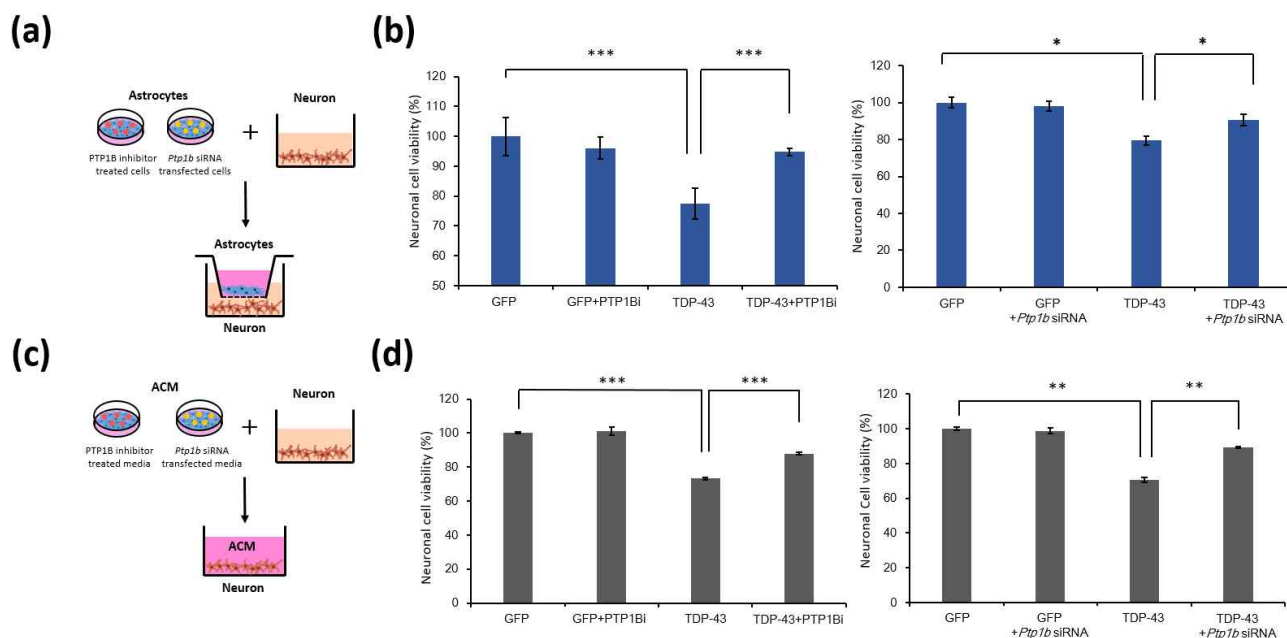 (a)
Astrocytes
Neuron
PTP1B inhibitor
treated cells
Ptp1b siRNA
transfected cells
+
Astrocytes
Neuron
(b)
Neuronal cell viability (%)
120
110
100
90
80
70
60
50
***
***
GFP
GFP+PTP1Bi
TDP-43
TDP-43+PTP1Bi
Neuronal cell viability (%)
120
100
80
60
40
20
0
*
*
GFP
GFP
+Ptp1b siRNA
TDP-43
TDP-43
+Ptp1b siRNA
(c)
ACM
Neuron
PTP1B inhibitor
treated media
Ptp1b siRNA
transfected media
+
ACM
Neuron
(d)
Neuronal cell viability (%)
120
100
80
60
40
20
0
***
***
GFP
GFP+PTP1Bi
TDP-43
TDP-43+PTP1Bi
Neuronal Cell viability (%)
120
100
80
60
40
20
0
**
**
GFP
GFP
+Ptp1b siRNA
TDP-43
TDP-43
+Ptp1b siRNA